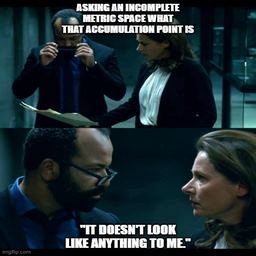 ASKING AN INCOMPLETE
METRIC SPACE WHAT
THAT ACCUMULATION POINT IS
"IT DOESN'T LOOK
LIKE ANYTHING TO ME."
imgflip.com